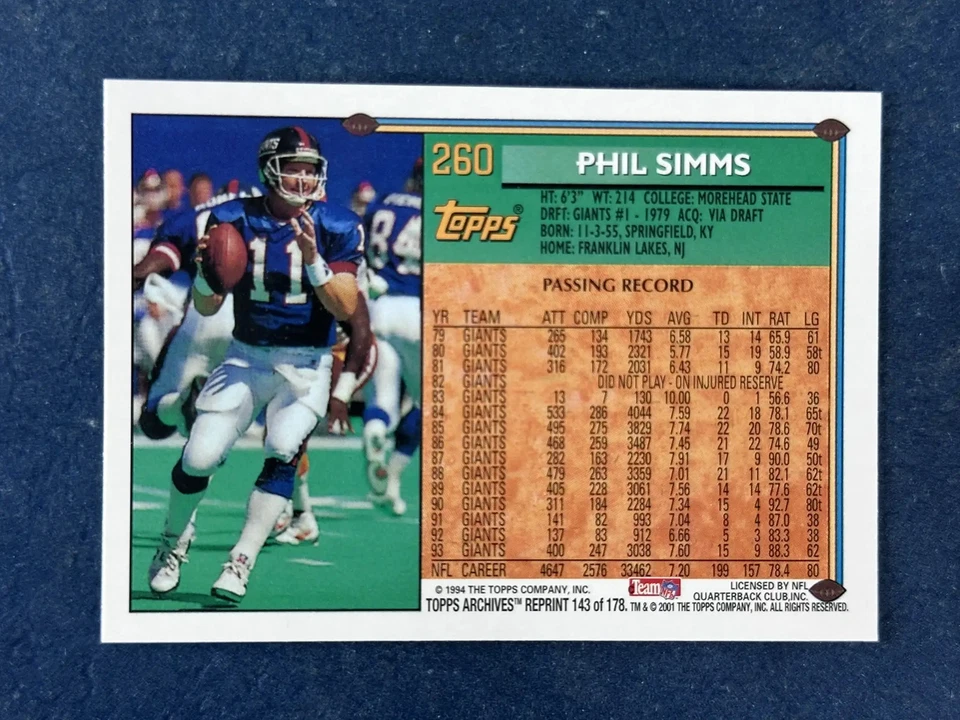 260 PHIL SIMMS
topps®
HT: 6'3" WT: 214 COLLEGE: MOREHEAD STATE
DRFT: GIANTS #1 - 1979 ACQ: VIA DRAFT
BORN: 11-3-55, SPRINGFIELD, KY
HOME: FRANKLIN LAKES, NJ
PASSING RECORD
YR TEAM ATT COMP YDS AVG TD INT RAT LG
79 GIANTS 265 134 1743 6.58 13 14 65.9 61
80 GIANTS 402 193 2321 5.77 15 19 58.9 58t
81 GIANTS 316 172 2031 6.43 11 9 74.2 80
82 GIANTS DID NOT PLAY - ON INJURED RESERVE
83 GIANTS 13 7 130 10.00 0 1 56.6 36
84 GIANTS 533 286 4044 7.59 22 18 78.1 65t
85 GIANTS 495 275 3829 7.74 22 20 78.6 70t
86 GIANTS 468 259 3487 7.45 21 22 74.6 49
87 GIANTS 282 163 2230 7.91 17 9 90.0 50t
88 GIANTS 479 263 3359 7.01 21 11 82.1 62t
89 GIANTS 405 228 3061 7.56 14 14 77.6 62t
90 GIANTS 311 184 2284 7.34 15 4 92.7 80t
91 GIANTS 141 82 993 7.04 8 4 87.0 38
92 GIANTS 137 83 912 6.66 5 3 83.3 38
93 GIANTS 400 247 3038 7.60 15 9 88.3 62
NFL CAREER 4647 2576 33462 7.20 199 157 78.4 80
© 1994 THE TOPPS COMPANY, INC. Team NFL LICENSED BY NFL
QUARTERBACK CLUB,INC.
TOPPS ARCHIVES™ REPRINT 143 of 178. TM & © 2001 THE TOPPS COMPANY, INC. ALL RIGHTS RESERVED.
11
84